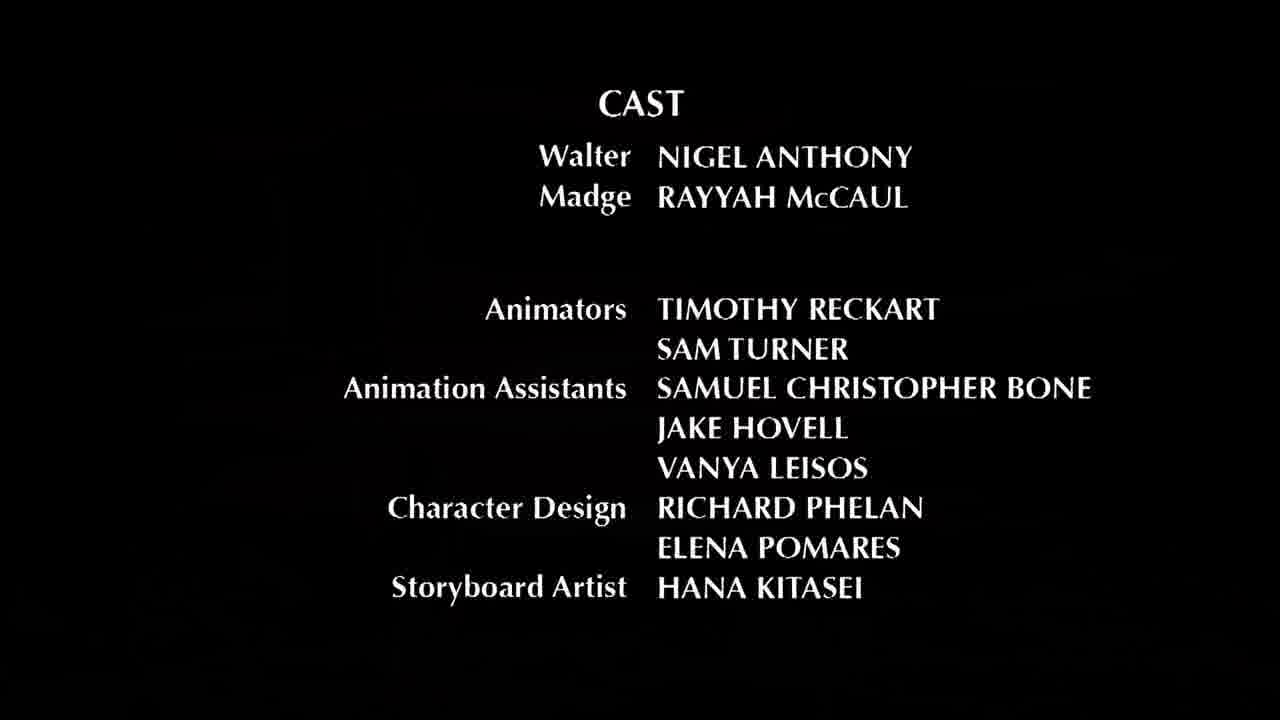 CAST
Walter NIGEL ANTHONY
Madge RAYYAH McCAUL
Animators TIMOTHY RECKART
SAM TURNER
Animation Assistants SAMUEL CHRISTOPHER BONE
JAKE HOVELL
VANYA LEISOS
Character Design RICHARD PHELAN
ELENA POMARES
Storyboard Artist HANA KITASEI